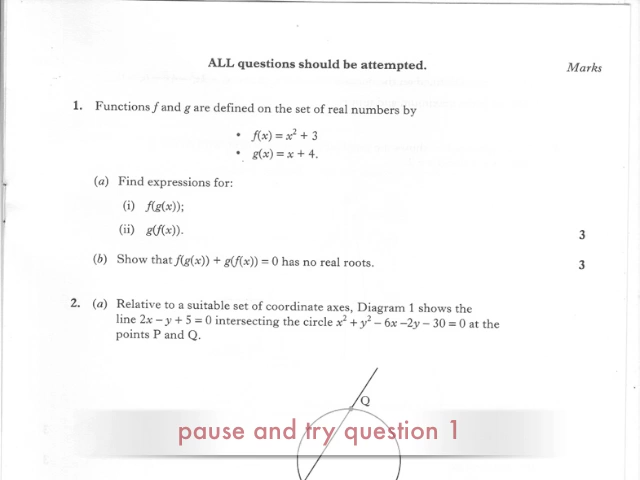 ALL questions should be attempted.
Marks
1. Functions f and g are defined on the set of real numbers by
• f(x) = x² + 3
• g(x) = x + 4.
(a) Find expressions for:
(i) f(g(x));
(ii) g(f(x)).
3
(b) Show that f(g(x)) + g(f(x)) = 0 has no real roots.
3
2. (a) Relative to a suitable set of coordinate axes, Diagram 1 shows the
line 2x – y + 5 = 0 intersecting the circle x² + y² – 6x –2y – 30 = 0 at the
points P and Q.
Q
pause and try question 1